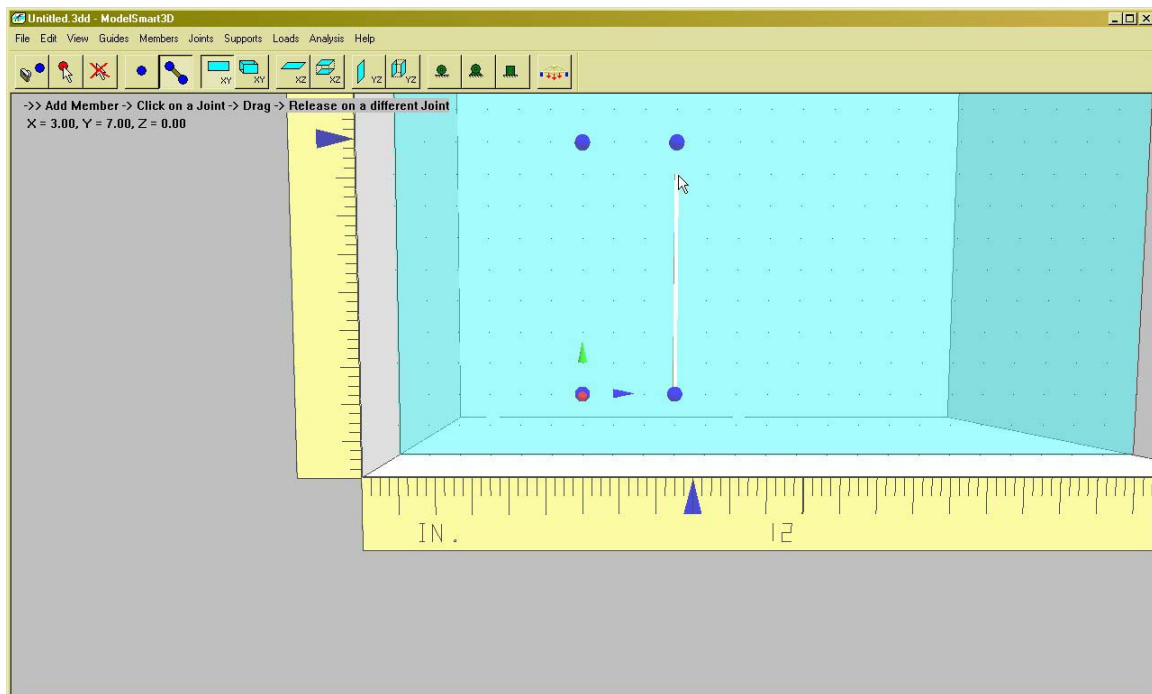 Untitled.3dd - ModelSmart3D
File Edit View Guides Members Joints Supports Loads Analysis Help
XY XY XZ XZ YZ YZ
->> Add Member -> Click on a Joint -> Drag -> Release on a different Joint
X = 3.00, Y = 7.00, Z = 0.00
IN. 12